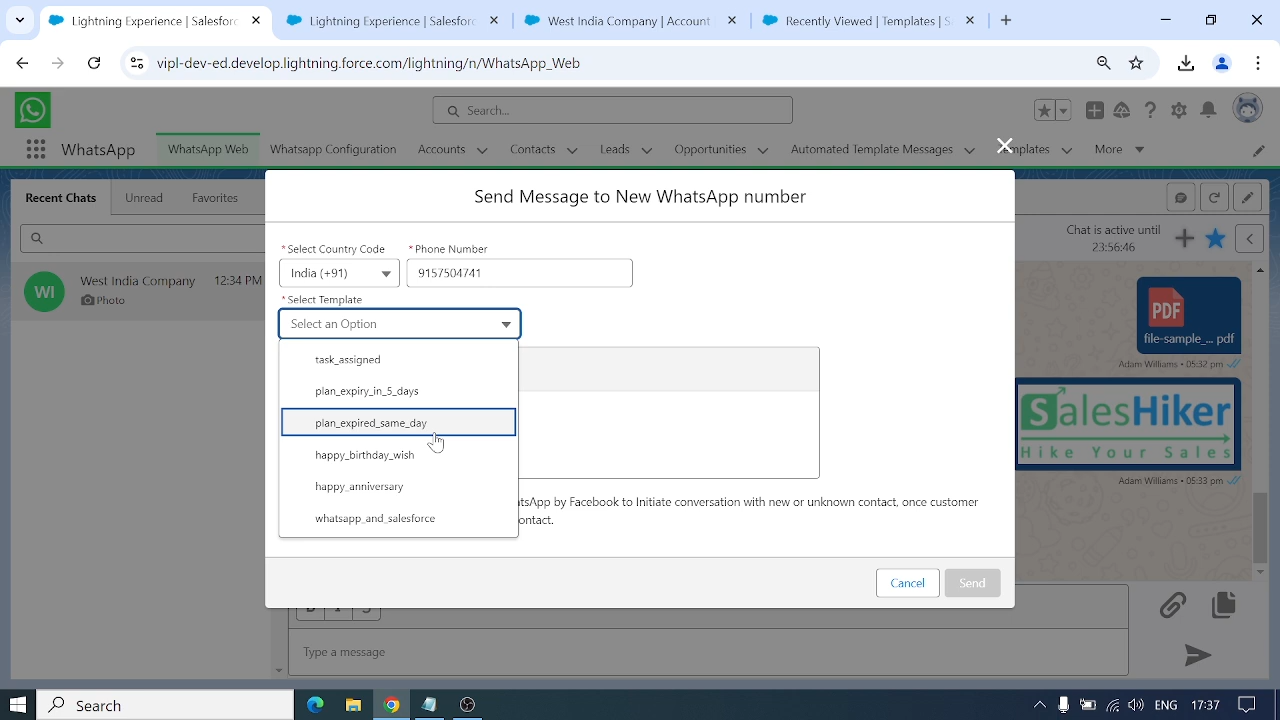 Lightning Experience | Salesforc
Lightning Experience | Salesforc
West India Company | Account
Recently Viewed | Templates | S
vipl-dev-ed.develop.lightning.force.com/lightning/n/WhatsApp_Web
Search...
WhatsApp
WhatsApp Web
Whatsapp Configuration
Accounts
Contacts
Leads
Opportunities
Automated Template Messages
Templates
More
Recent Chats
Unread
Favorites
Send Message to New WhatsApp number
* Select Country Code
* Phone Number
India (+91)
9157504741
* Select Template
Select an Option
task_assigned
plan_expiry_in_5_days
plan_expired_same_day
happy_birthday_wish
happy_anniversary
whatsapp_and_salesforce
tsApp by Facebook to Initiate conversation with new or unknown contact, once customer
ontact.
Cancel
Send
WI
West India Company
12:34 PM
Photo
Chat is active until
23:56:46
PDF
file-sample_... pdf
Adam Williams • 05:32 pm
SalesHiker
Hike Your Sales
Adam Williams • 05:33 pm
B I S
Type a message
Search
ENG
17:37